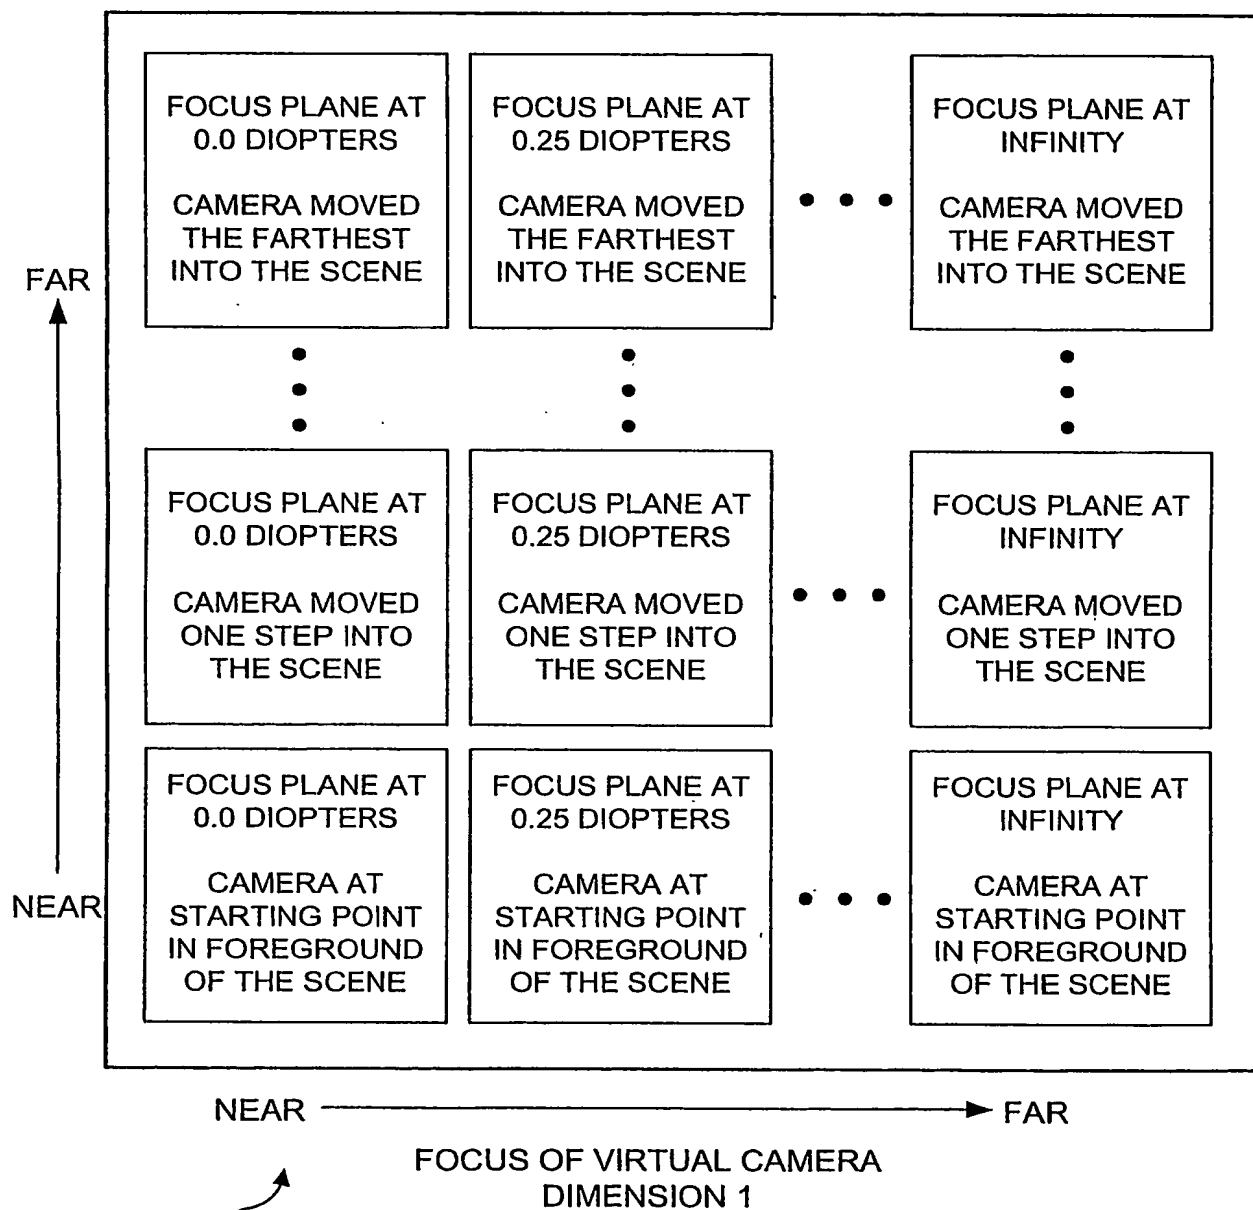 FOCUS PLANE AT
0.0 DIOPTERS
CAMERA MOVED
THE FARTHEST
INTO THE SCENE
FOCUS PLANE AT
0.25 DIOPTERS
CAMERA MOVED
THE FARTHEST
INTO THE SCENE
FOCUS PLANE AT
INFINITY
CAMERA MOVED
THE FARTHEST
INTO THE SCENE
FAR
FOCUS PLANE AT
0.0 DIOPTERS
CAMERA MOVED
ONE STEP INTO
THE SCENE
FOCUS PLANE AT
0.25 DIOPTERS
CAMERA MOVED
ONE STEP INTO
THE SCENE
FOCUS PLANE AT
INFINITY
CAMERA MOVED
ONE STEP INTO
THE SCENE
FOCUS PLANE AT
0.0 DIOPTERS
CAMERA AT
STARTING POINT
IN FOREGROUND
OF THE SCENE
FOCUS PLANE AT
0.25 DIOPTERS
CAMERA AT
STARTING POINT
IN FOREGROUND
OF THE SCENE
FOCUS PLANE AT
INFINITY
CAMERA AT
STARTING POINT
IN FOREGROUND
OF THE SCENE
NEAR
NEAR
FAR
FOCUS OF VIRTUAL CAMERA
DIMENSION 1